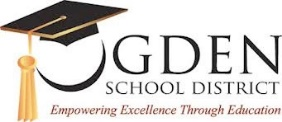 OGDEN
SCHOOL DISTRICT
Empowering Excellence Through Education